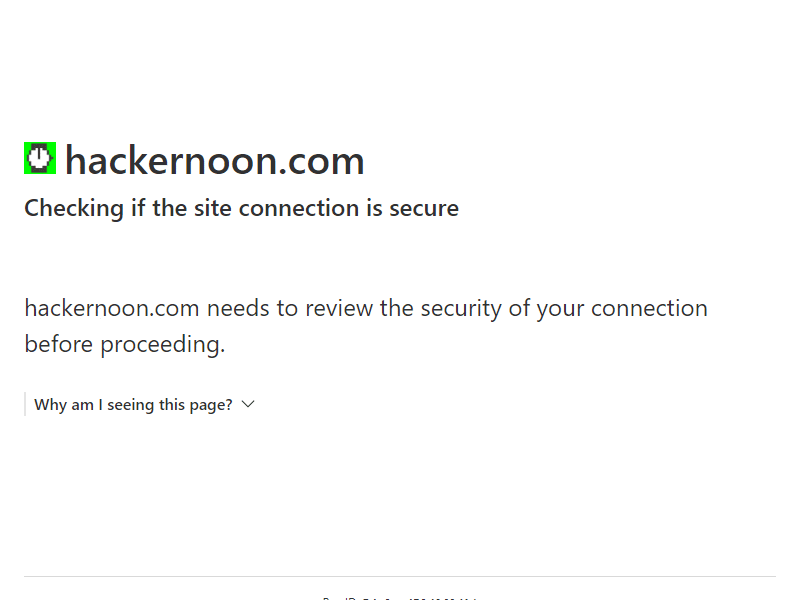 hackernoon.com
Checking if the site connection is secure
hackernoon.com needs to review the security of your connection
before proceeding.
Why am I seeing this page?